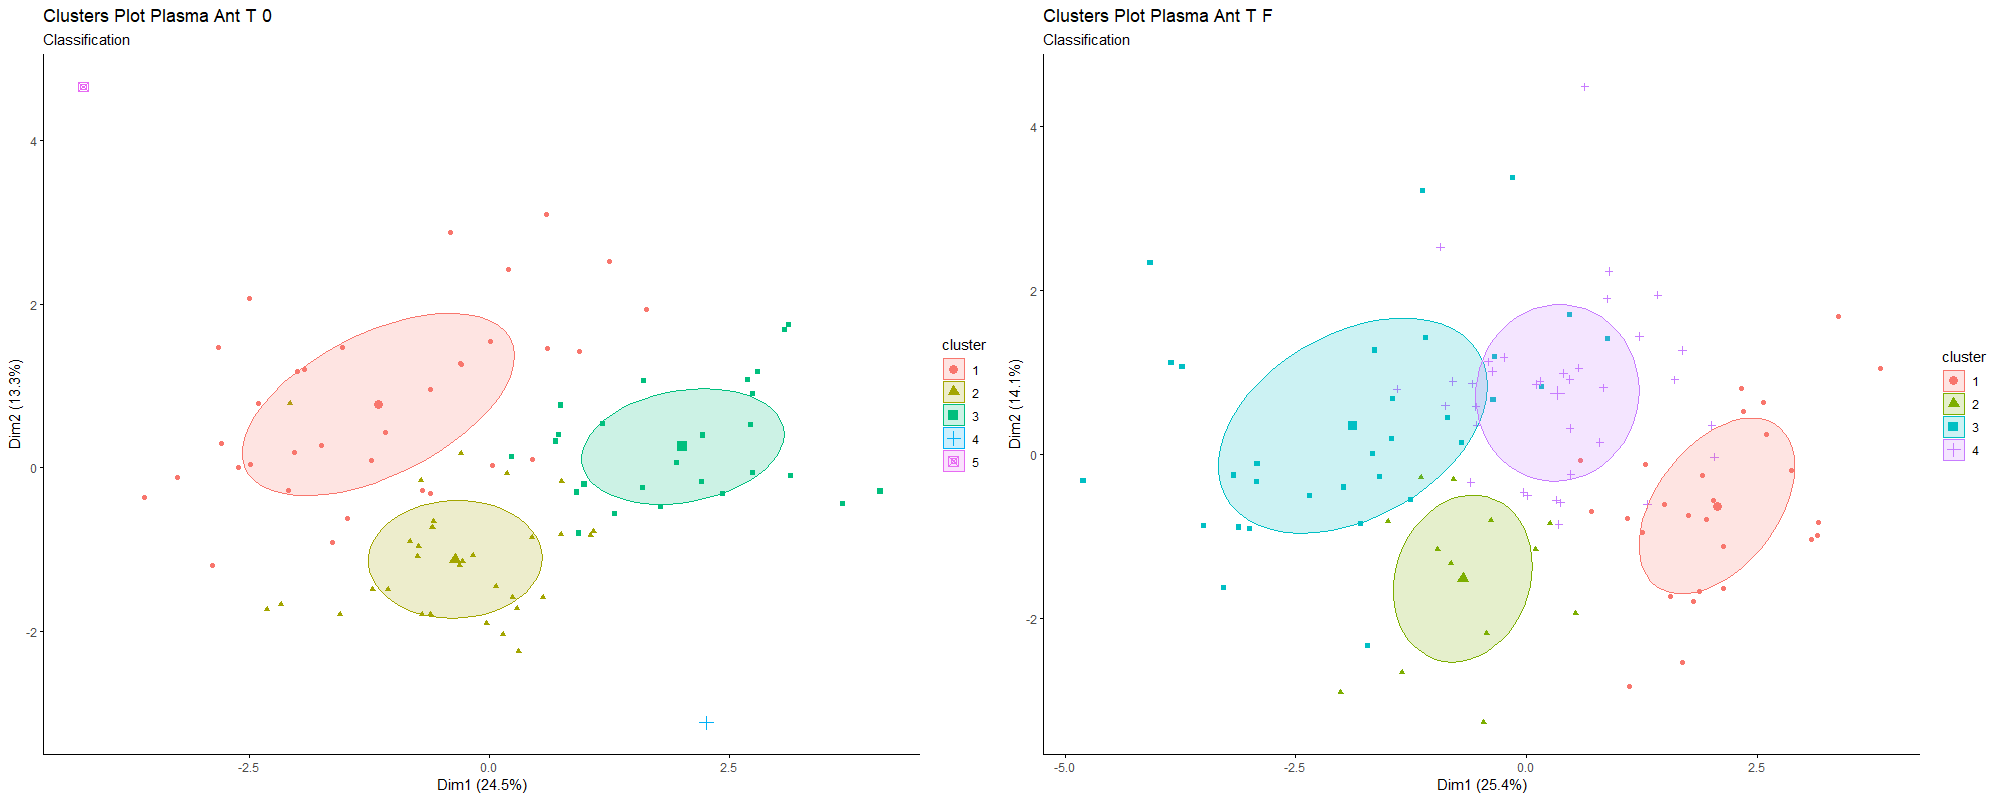 Clusters Plot Plasma Ant T 0
Classification
4
2
0
-2
-2.5
0.0
2.5
Dim1 (24.5%)
Dim2 (13.3%)
cluster
1
2
3
4
5
Clusters Plot Plasma Ant T F
Classification
4
2
0
-2
-5.0
-2.5
0.0
2.5
Dim1 (25.4%)
Dim2 (14.1%)
cluster
1
2
3
4